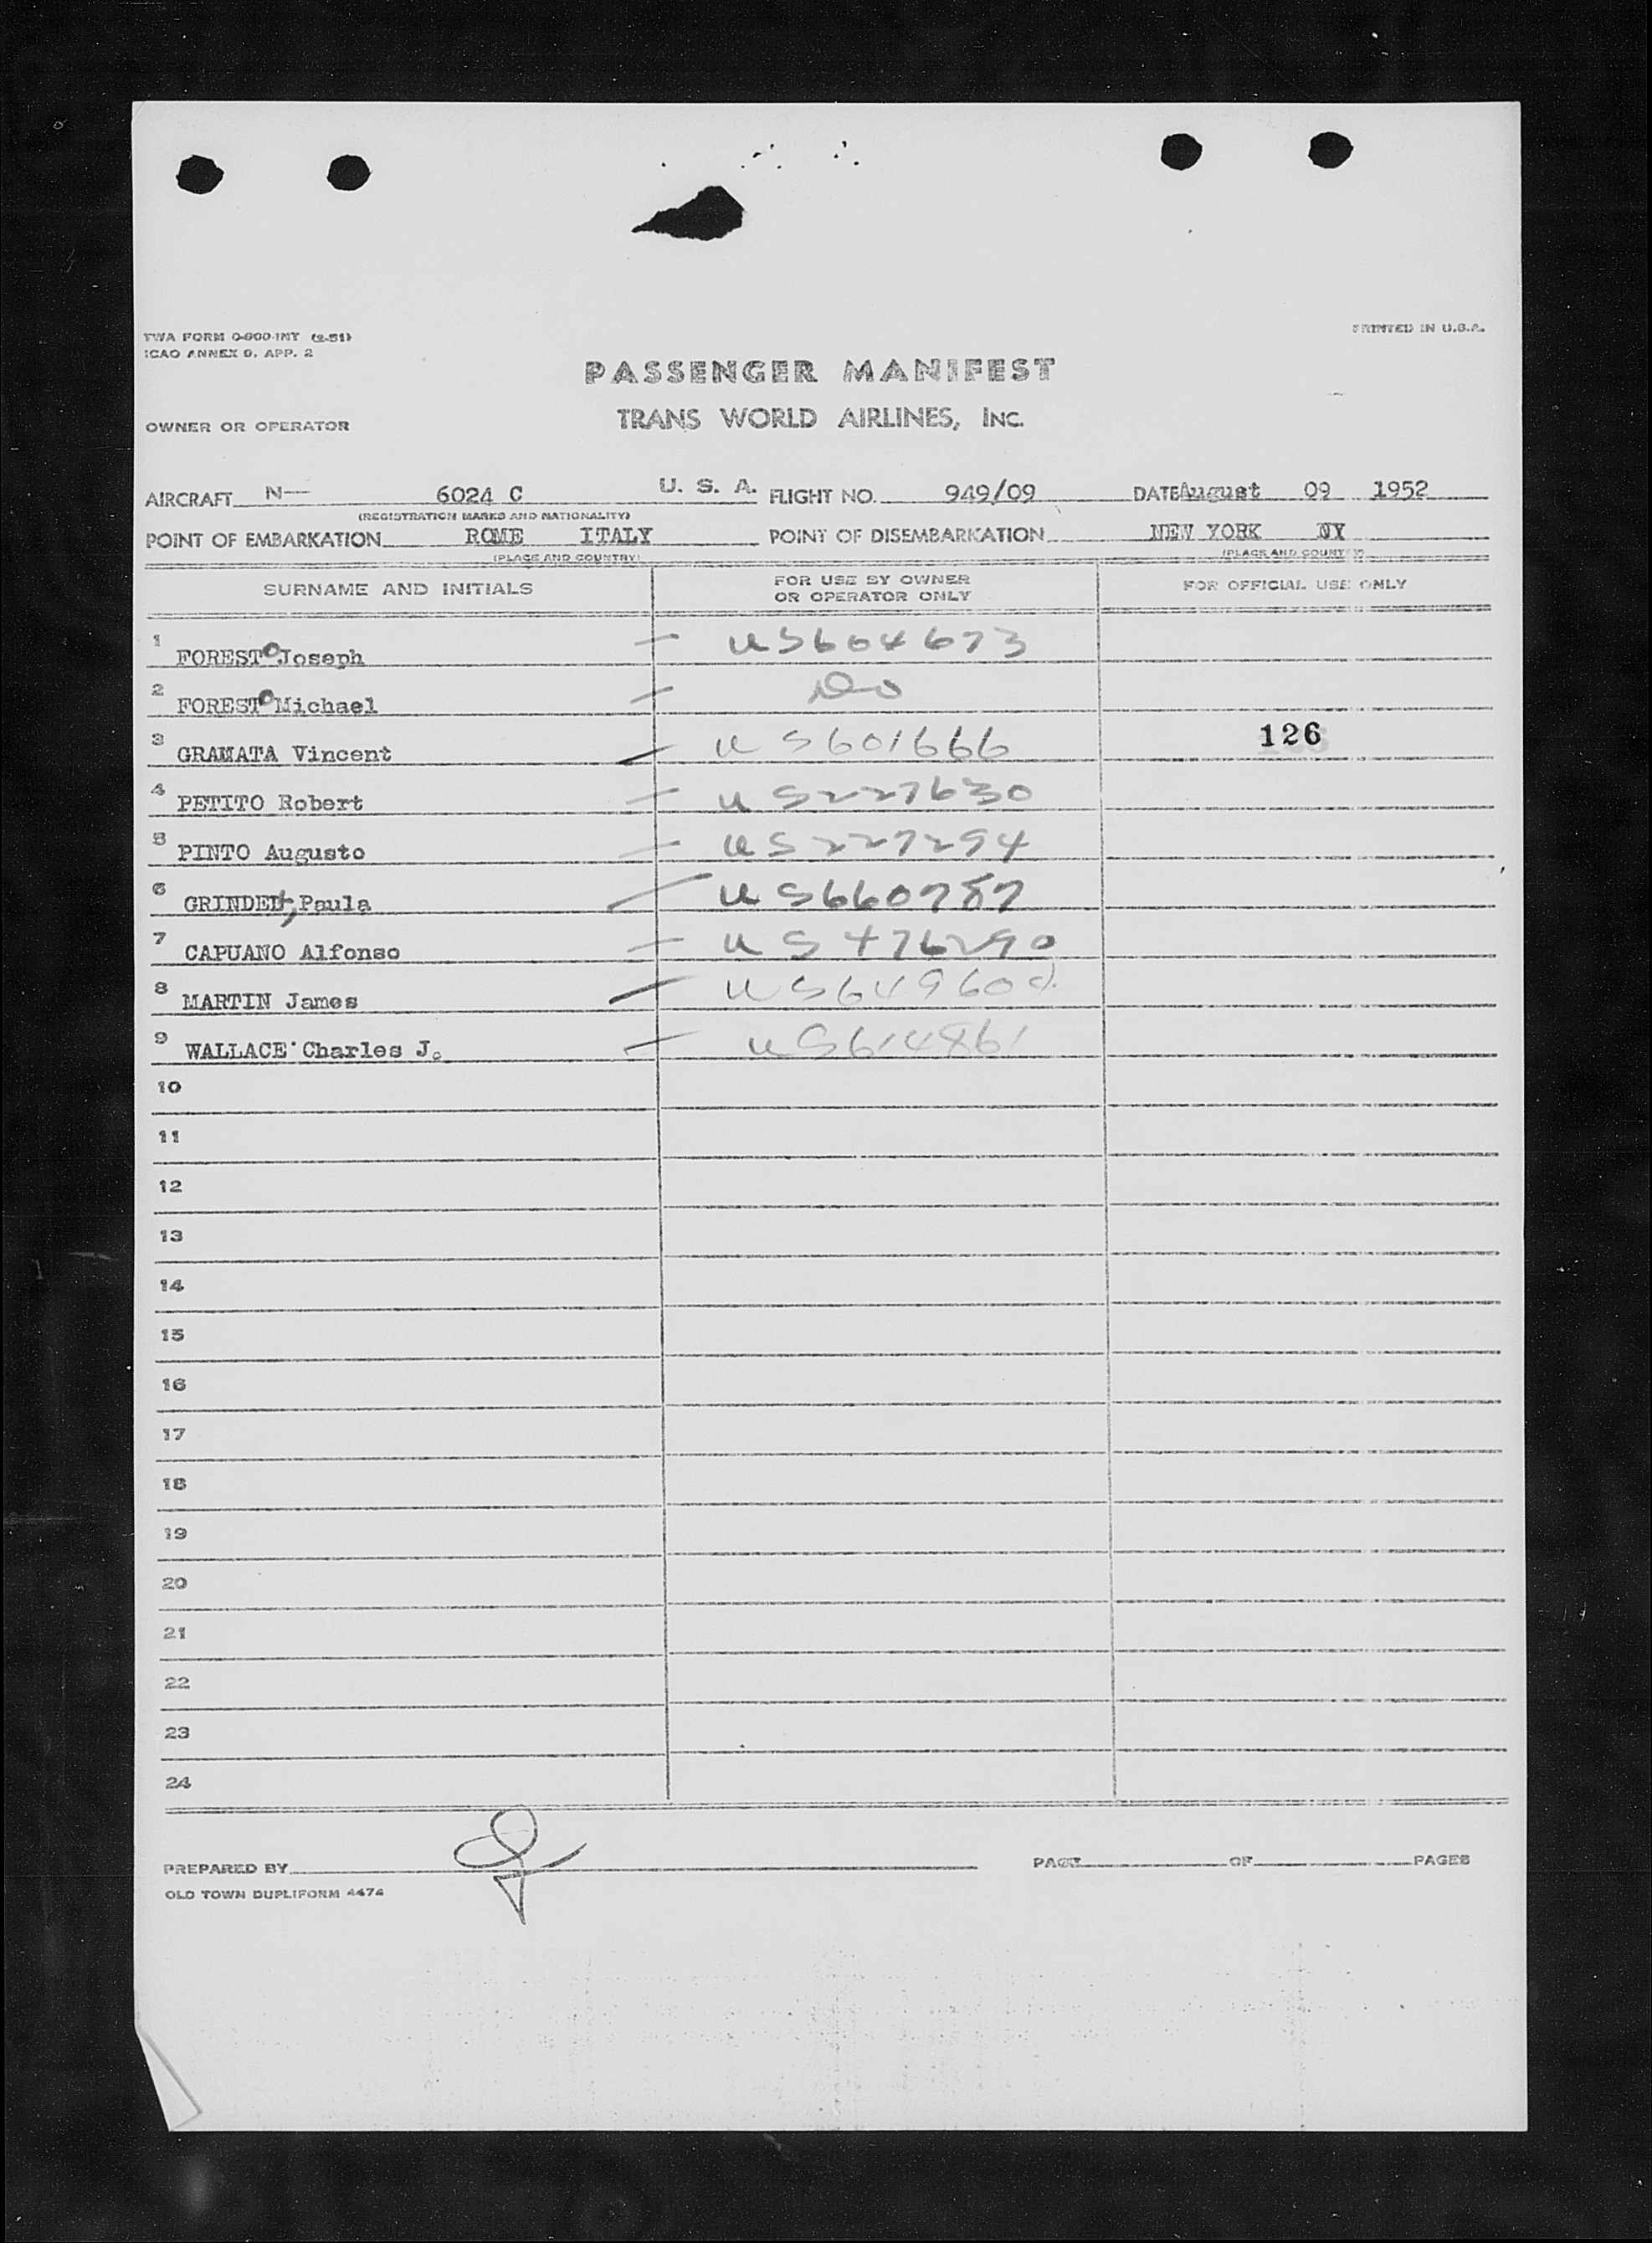 TWA FORM O-800-INT (2-51)
ICAO ANNEX 9, APP. 2
PRINTED IN U.S.A.
PASSENGER MANIFEST
OWNER OR OPERATOR
TRANS WORLD AIRLINES, INC.
AIRCRAFT N— 6024 C U. S. A. FLIGHT NO. 949/09 DATE August 09 1952
(REGISTRATION MARKS AND NATIONALITY)
POINT OF EMBARKATION ROME ITALY POINT OF DISEMBARKATION NEW YORK NY
(PLACE AND COUNTRY) (PLACE AND COUNTRY)
SURNAME AND INITIALS FOR USE BY OWNER OR OPERATOR ONLY FOR OFFICIAL USE ONLY
1 FORESTO Joseph — US604673
2 FORESTO Michael — Do
3 GRAMATA Vincent — US601666 126
4 PETITO Robert — US227630
5 PINTO Augusto — US227294
6 GRINDEL, Paula — US660787
7 CAPUANO Alfonso — US476290
8 MARTIN James —
9 WALLACE Charles J. — US614861
10
11
12
13
14
15
16
17
18
19
20
21
22
23
24
PREPARED BY PAGE OF PAGES
OLD TOWN DUPLIFORM 4474